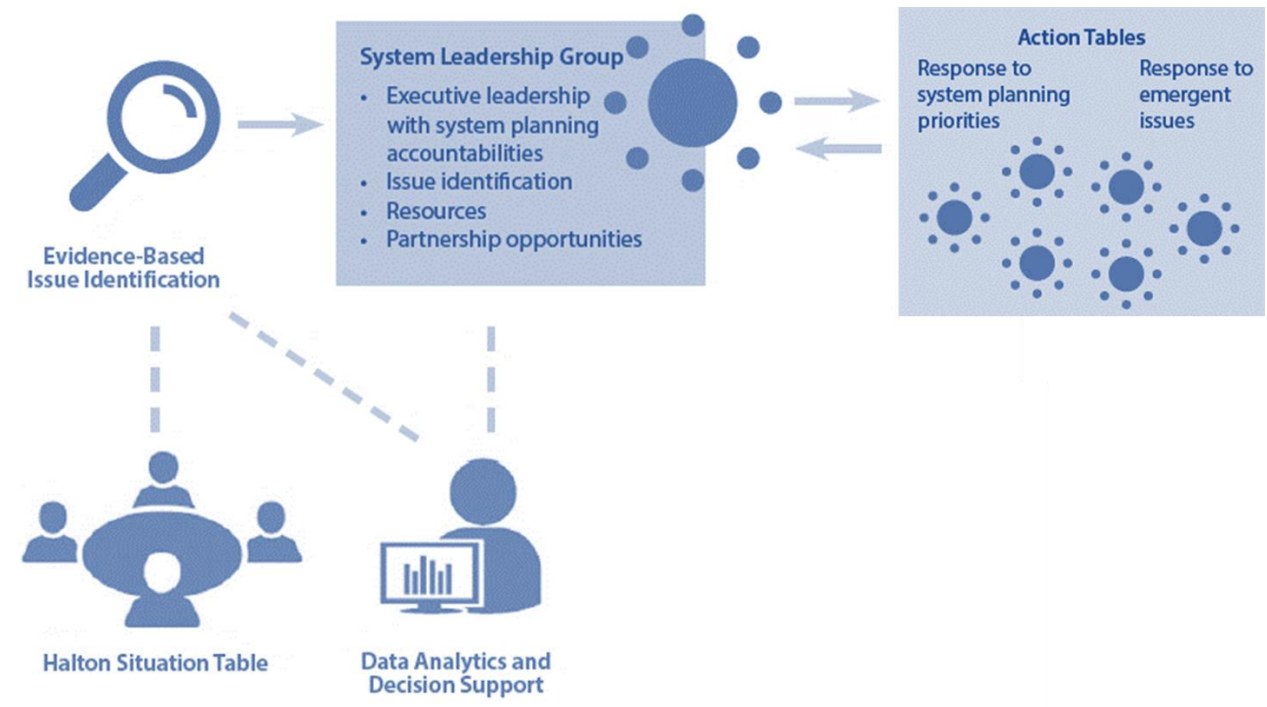 System Leadership Group
• Executive leadership
with system planning
accountabilities
• Issue identification
• Resources
• Partnership opportunities
Action Tables
Response to
system planning
priorities
Response to
emergent
issues
Evidence-Based
Issue Identification
Halton Situation Table
Data Analytics and
Decision Support